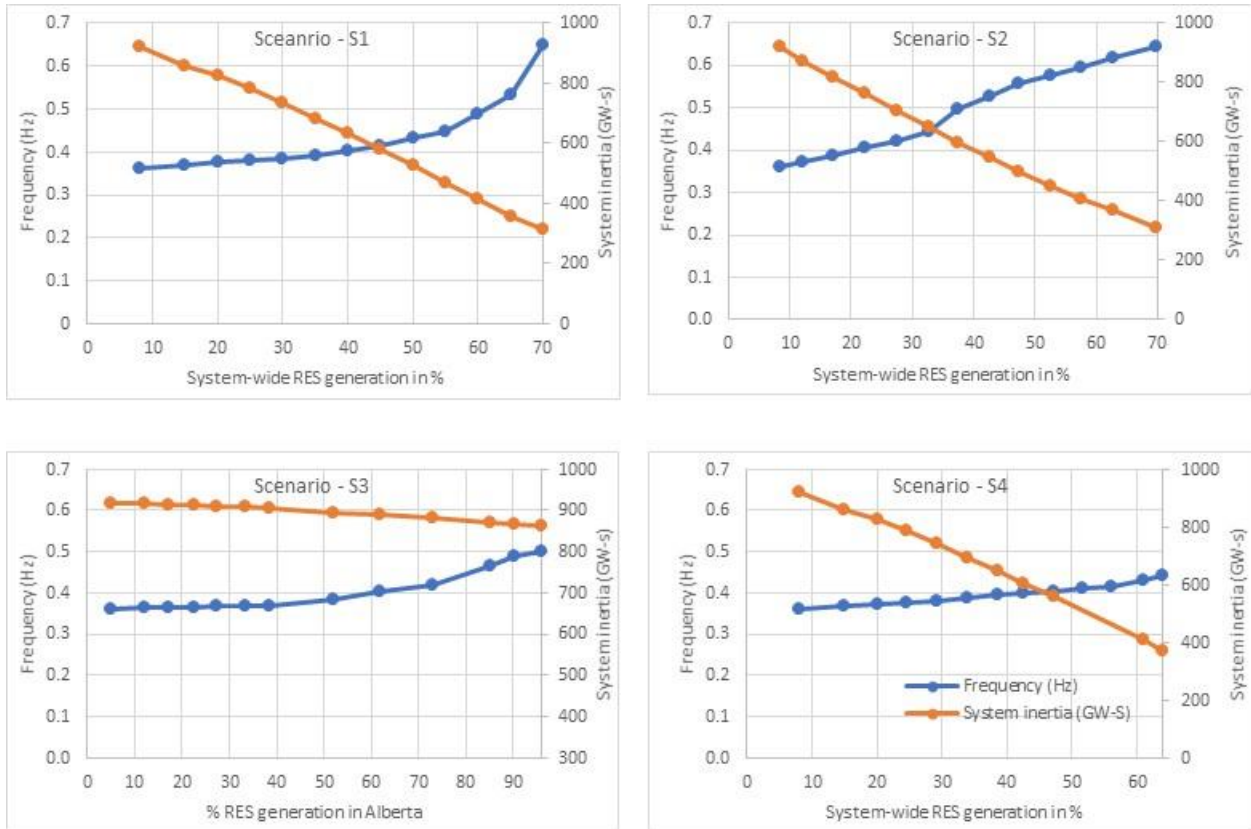 Sceanrio - S1
Frequency (Hz)
0.7
0.6
0.5
0.4
0.3
0.2
0.1
0
1000
800
600
400
200
0
System inertia (GW-s)
0 10 20 30 40 50 60 70
System-wide RES generation in %
Scenario - S2
Frequency (Hz)
0.7
0.6
0.5
0.4
0.3
0.2
0.1
0.0
1000
800
600
400
200
0
System inertia (GW-s)
0 10 20 30 40 50 60 70
System-wide RES generation in %
Scenario - S3
Frequency (Hz)
0.7
0.6
0.5
0.4
0.3
0.2
0.1
0.0
1000
900
800
700
600
500
400
300
System inertia (GW-s)
0 10 20 30 40 50 60 70 80 90
% RES generation in Alberta
Scenario - S4
Frequency (Hz)
0.7
0.6
0.5
0.4
0.3
0.2
0.1
0.0
1000
800
600
400
200
0
System inertia (GW-s)
Frequency (Hz)
System inertia (GW-S)
0 10 20 30 40 50 60
System-wide RES generation in %